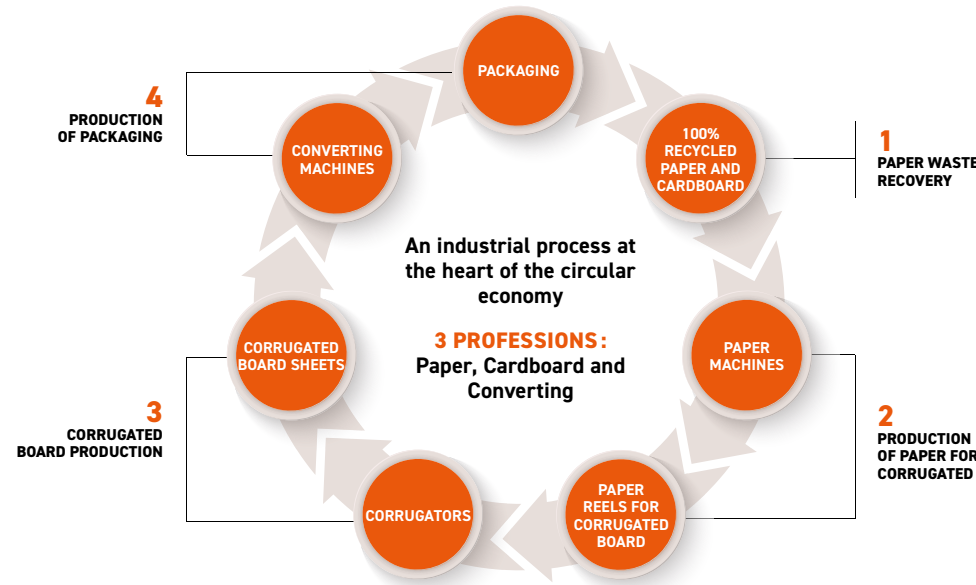 PACKAGING
100%
RECYCLED
PAPER AND
CARDBOARD
1
PAPER WASTE
RECOVERY
PAPER
MACHINES
2
PRODUCTION
OF PAPER FOR
CORRUGATED
PAPER
REELS FOR
CORRUGATED
BOARD
CORRUGATORS
CORRUGATED
BOARD SHEETS
3
CORRUGATED
BOARD PRODUCTION
CONVERTING
MACHINES
4
PRODUCTION
OF PACKAGING
An industrial process at
the heart of the circular
economy
3 PROFESSIONS :
Paper, Cardboard and
Converting